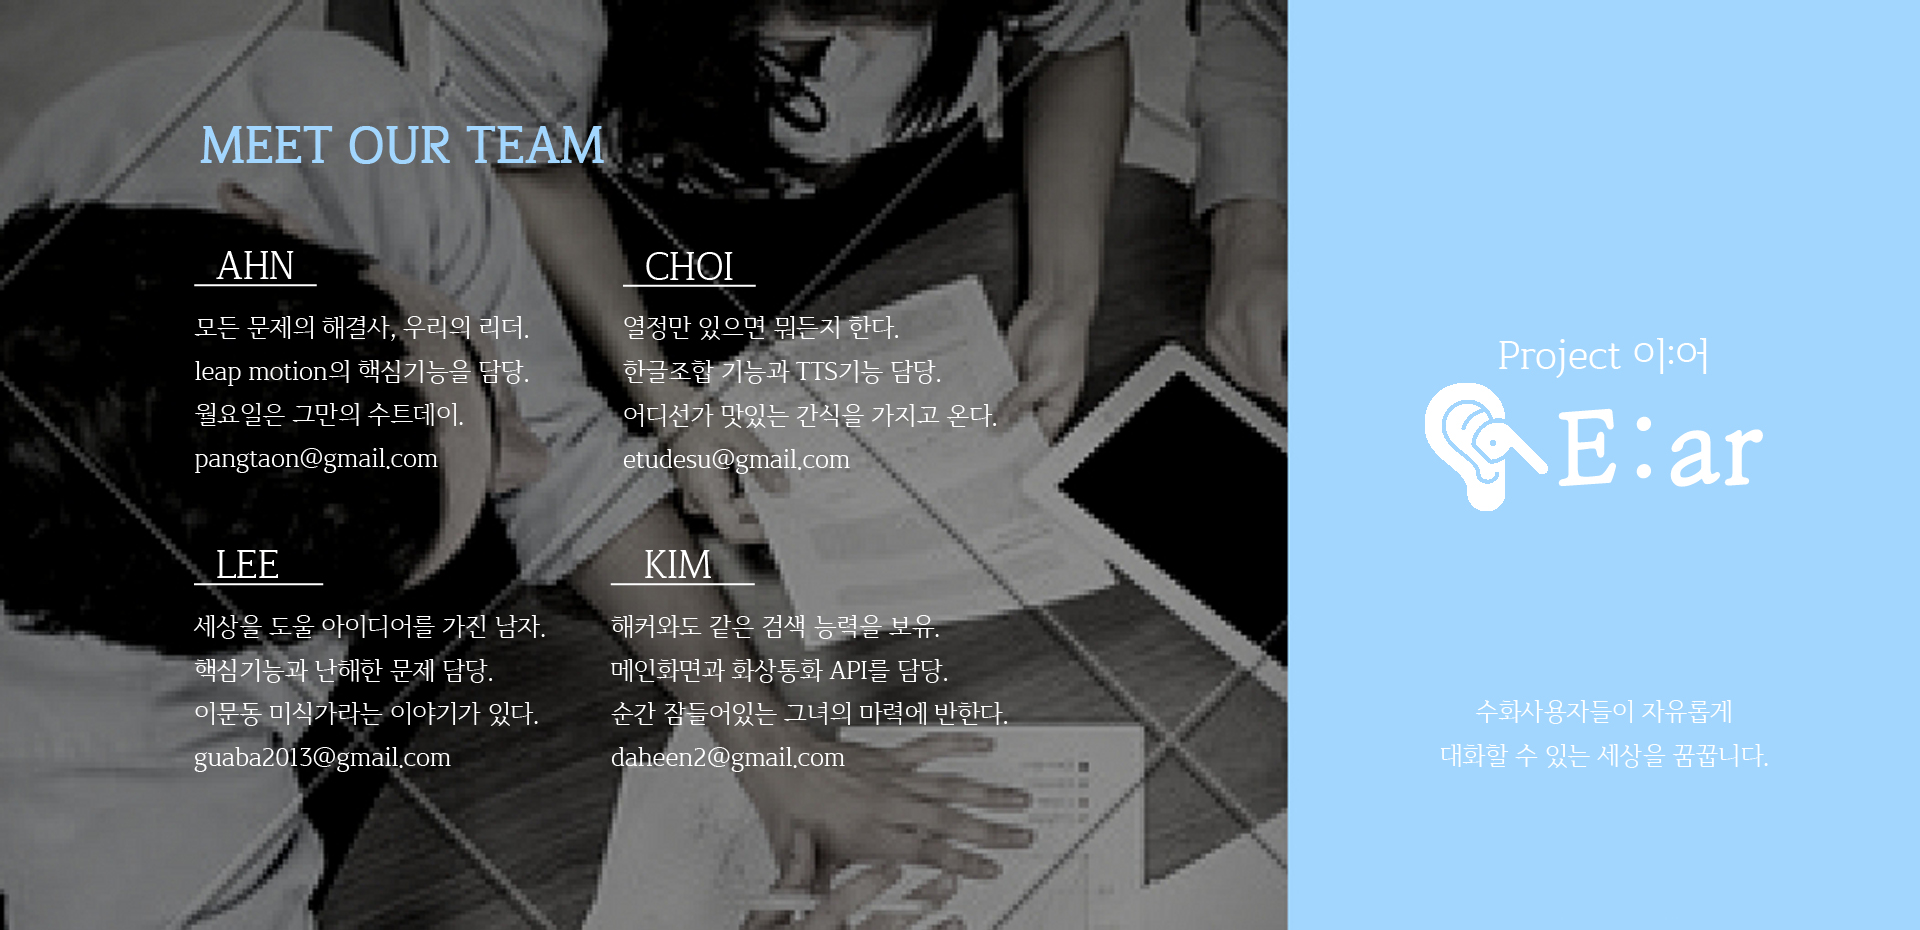 MEET OUR TEAM
AHN
모든 문제의 해결사, 우리의 리더.
leap motion의 핵심기능을 담당.
월요일은 그만의 수트데이.
pangtaon@gmail.com
CHOI
열정만 있으면 뭐든지 한다.
한글조합 기능과 TTS기능 담당.
어디선가 맛있는 간식을 가지고 온다.
etudesu@gmail.com
LEE
세상을 도울 아이디어를 가진 남자.
핵심기능과 난해한 문제 담당.
이문동 미식가라는 이야기가 있다.
guaba2013@gmail.com
KIM
해커와도 같은 검색 능력을 보유.
메인화면과 화상통화 API를 담당.
순간 잠들어있는 그녀의 마력에 반한다.
daheen2@gmail.com
Project 이:어
E:ar
수화사용자들이 자유롭게
대화할 수 있는 세상을 꿈꿉니다.